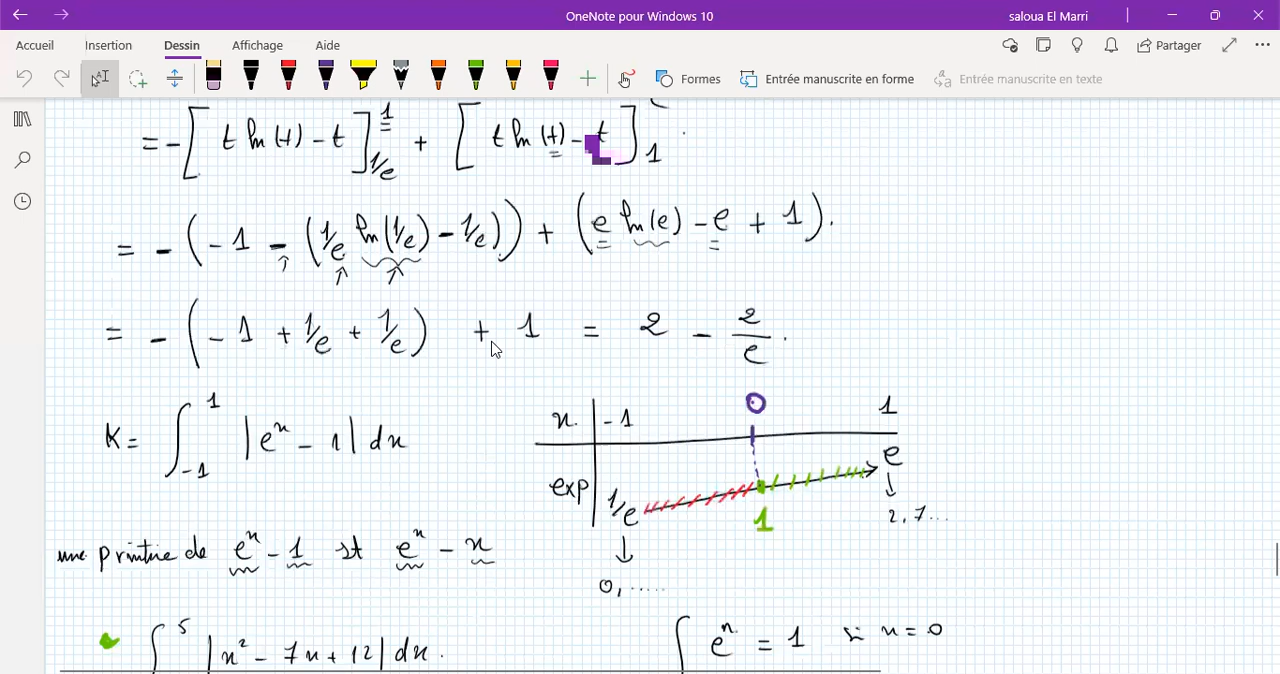 OneNote pour Windows 10
saloua El Marri
Accueil Insertion Dessin Affichage Aide
Partager
Formes Entrée manuscrite en forme Entrée manuscrite en texte
= - [ t ln(t) - t ]_{1/e}^{1} + [ t ln(t) - t ]_{1} .
= - ( - 1 - ( 1/e ln(1/e) - 1/e ) ) + ( e ln(e) - e + 1 ) .
= - ( - 1 + 1/e + 1/e ) + 1 = 2 - 2/e .
K = ∫_{-1}^{1} | e^x - 1 | dx
x -1 0 1
exp 1/e 1 e
2,7...
0,.....
une de e^x - 1 st e^x - x
∫^5 | x² - 7x + 12 | dx .
e^x = 1 si x = 0